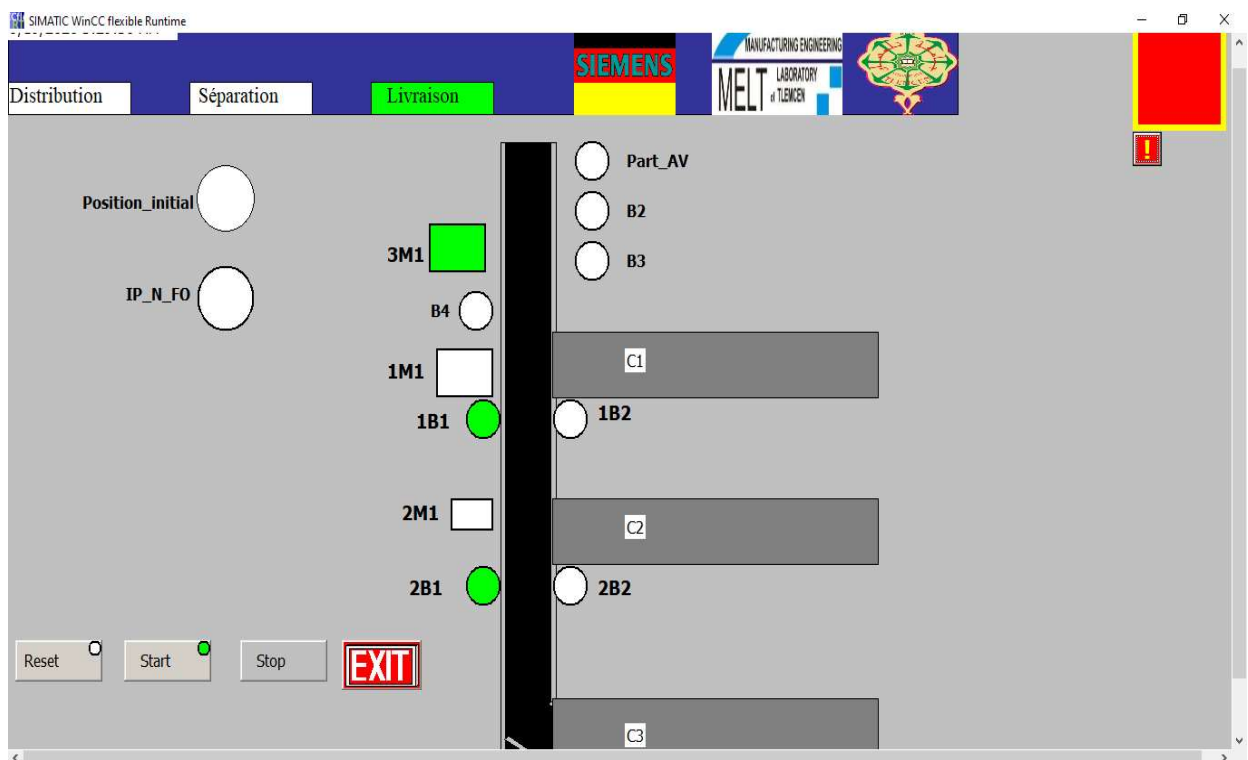 SIMATIC WinCC flexible Runtime
SIEMENS
MANUFACTURING ENGINEERING
LABORATORY
MELT of TLEMCEN
Distribution Séparation Livraison
!
Part_AV
Position_initial
B2
3M1
B3
IP_N_FO
B4
C1
1M1
1B1
1B2
2M1
C2
2B1
2B2
Reset Start Stop EXIT
C3